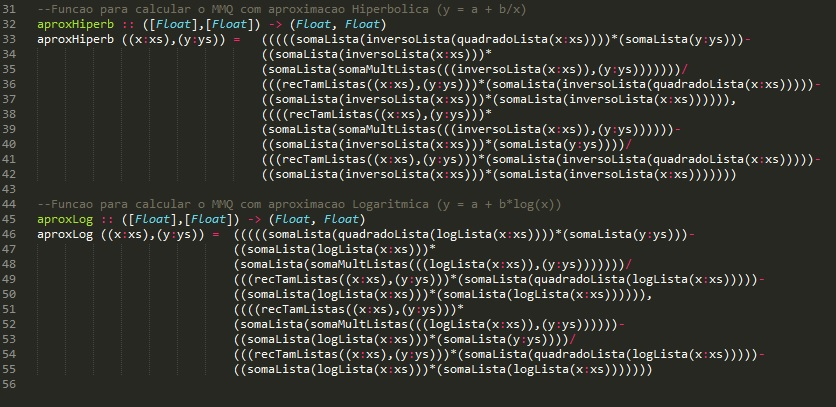 31 --Funcao para calcular o MMQ com aproximacao Hiperbolica (y = a + b/x)
32 aproxHiperb :: ([Float],[Float]) -> (Float, Float)
33 aproxHiperb ((x:xs),(y:ys)) = (((((somaLista(inversoLista(quadradoLista(x:xs))))*(somaLista(y:ys)))-
34 ((somaLista(inversoLista(x:xs)))*
35 (somaLista(somaMultListas(((inversoLista(x:xs)),(y:ys)))))))/
36 (((recTamListas((x:xs),(y:ys)))*(somaLista(inversoLista(quadradoLista(x:xs)))))-
37 ((somaLista(inversoLista(x:xs)))*(somaLista(inversoLista(x:xs)))))),
38 ((((recTamListas((x:xs),(y:ys)))*
39 (somaLista(somaMultListas(((inversoLista(x:xs)),(y:ys))))))-
40 ((somaLista(inversoLista(x:xs)))*(somaLista(y:ys))))/
41 (((recTamListas((x:xs),(y:ys)))*(somaLista(inversoLista(quadradoLista(x:xs)))))-
42 ((somaLista(inversoLista(x:xs)))*(somaLista(inversoLista(x:xs)))))))
43
44 --Funcao para calcular o MMQ com aproximacao Logaritmica (y = a + b*log(x))
45 aproxLog :: ([Float],[Float]) -> (Float, Float)
46 aproxLog ((x:xs),(y:ys)) = (((((somaLista(quadradoLista(logLista(x:xs))))*(somaLista(y:ys)))-
47 ((somaLista(logLista(x:xs)))*
48 (somaLista(somaMultListas(((logLista(x:xs)),(y:ys)))))))/
49 (((recTamListas((x:xs),(y:ys)))*(somaLista(quadradoLista(logLista(x:xs)))))-
50 ((somaLista(logLista(x:xs)))*(somaLista(logLista(x:xs)))))),
51 ((((recTamListas((x:xs),(y:ys)))*
52 (somaLista(somaMultListas(((logLista(x:xs)),(y:ys))))))-
53 ((somaLista(logLista(x:xs)))*(somaLista(y:ys))))/
54 (((recTamListas((x:xs),(y:ys)))*(somaLista(quadradoLista(logLista(x:xs)))))-
55 ((somaLista(logLista(x:xs)))*(somaLista(logLista(x:xs)))))))
56